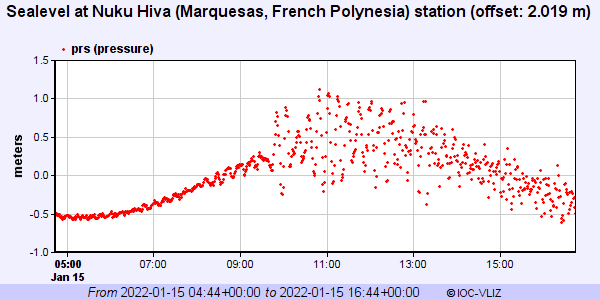 Sealevel at Nuku Hiva (Marquesas, French Polynesia) station (offset: 2.019 m)
prs (pressure)
1.5
1.0
0.5
0.0
-0.5
-1.0
meters
05:00 07:00 09:00 11:00 13:00 15:00
Jan 15
From 2022-01-15 04:44+00:00 to 2022-01-15 16:44+00:00 © IOC-VLIZ